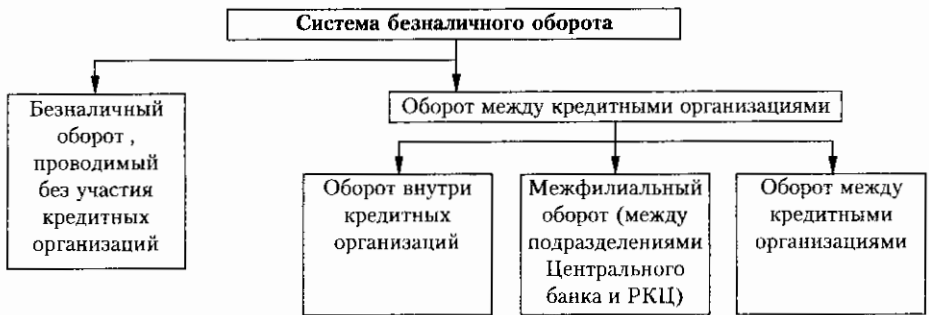 Система безналичного оборота
Безналичный
оборот ,
проводимый
без участия
кредитных
организаций
Оборот между кредитными организациями
Оборот внутри
кредитных
организаций
Межфилиальный
оборот (между
подразделениями
Центрального
банка и РКЦ)
Оборот между
кредитными
организациями